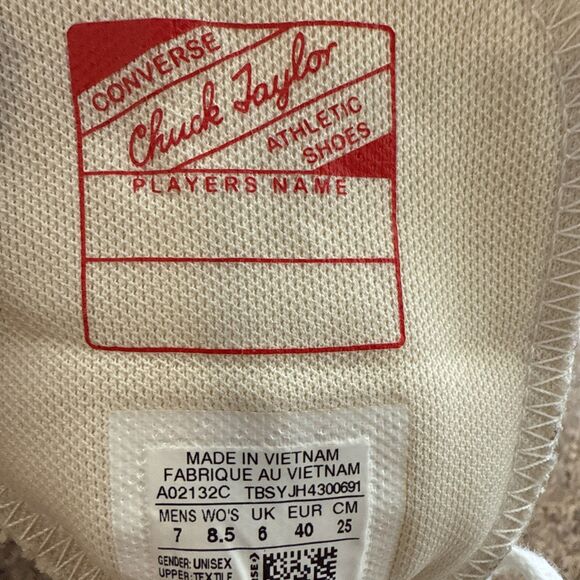 CONVERSE
Chuck Taylor
ATHLETIC
SHOES
PLAYERS NAME
MADE IN VIETNAM
FABRIQUE AU VIETNAM
A02132C TBSYJH4300691
MENS WO'S UK EUR CM
7 8.5 6 40 25
GENDER: UNISEX
UPPER: TEXTILE